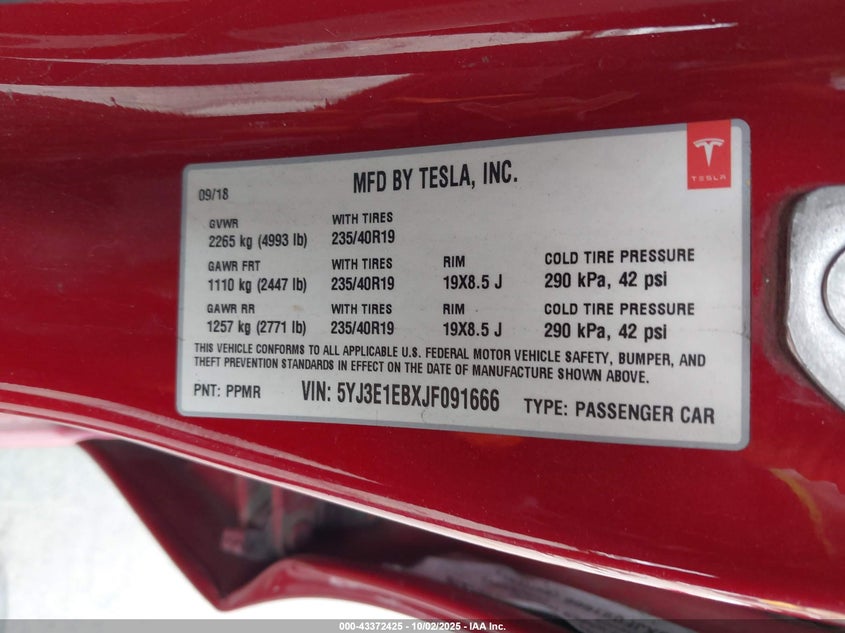 MFD BY TESLA, INC.
TESLA
09/18
GVWR WITH TIRES
2265 kg (4993 lb) 235/40R19
GAWR FRT WITH TIRES RIM COLD TIRE PRESSURE
1110 kg (2447 lb) 235/40R19 19X8.5 J 290 kPa, 42 psi
GAWR RR WITH TIRES RIM COLD TIRE PRESSURE
1257 kg (2771 lb) 235/40R19 19X8.5 J 290 kPa, 42 psi
THIS VEHICLE CONFORMS TO ALL APPLICABLE U.S. FEDERAL MOTOR VEHICLE SAFETY, BUMPER, AND
THEFT PREVENTION STANDARDS IN EFFECT ON THE DATE OF MANUFACTURE SHOWN ABOVE.
PNT: PPMR VIN: 5YJ3E1EBXJF091666 TYPE: PASSENGER CAR
000-43372425 - 10/02/2025 - IAA, Inc.